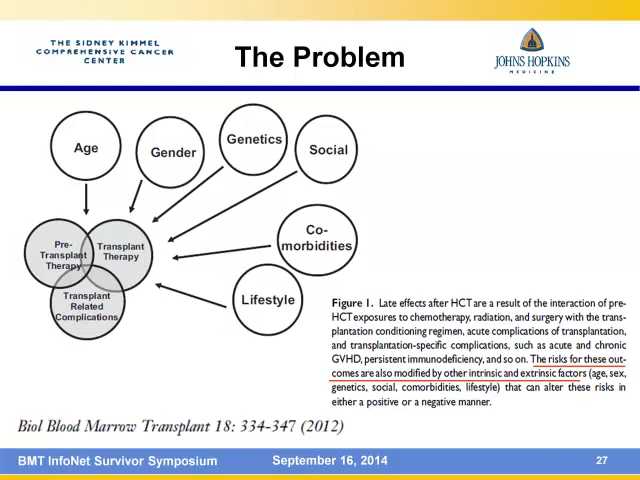 THE SIDNEY KIMMEL
COMPREHENSIVE CANCER
CENTER
The Problem
JOHNS HOPKINS
MEDICINE
Age
Gender
Genetics
Social
Pre-
Transplant
Therapy
Transplant
Therapy
Transplant
Related
Complications
Co-
morbidities
Lifestyle
Figure 1. Late effects after HCT are a result of the interaction of pre-
HCT exposures to chemotherapy, radiation, and surgery with the trans-
plantation conditioning regimen, acute complications of transplantation,
and transplantation-specific complications, such as acute and chronic
GVHD, persistent immunodeficiency, and so on. The risks for these out-
comes are also modified by other intrinsic and extrinsic factors (age, sex,
genetics, social, comorbidities, lifestyle) that can alter these risks in
either a positive or a negative manner.
Biol Blood Marrow Transplant 18: 334-347 (2012)
BMT InfoNet Survivor Symposium
September 16, 2014
27